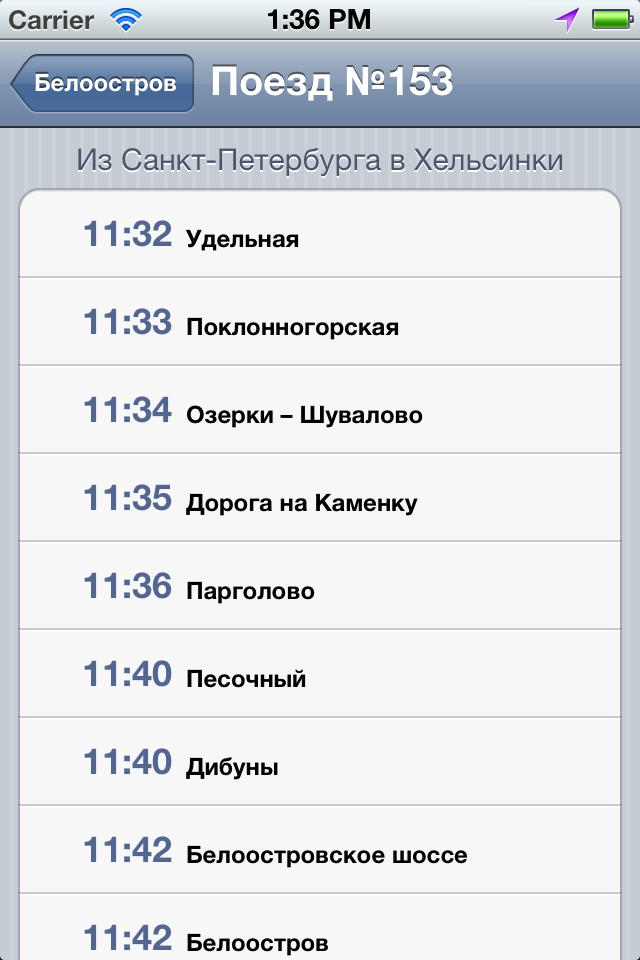 Carrier 1:36 PM
Белоостров Поезд №153
Из Санкт-Петербурга в Хельсинки
11:32 Удельная
11:33 Поклонногорская
11:34 Озерки – Шувалово
11:35 Дорога на Каменку
11:36 Парголово
11:40 Песочный
11:40 Дибуны
11:42 Белоостровское шоссе
11:42 Белоостров